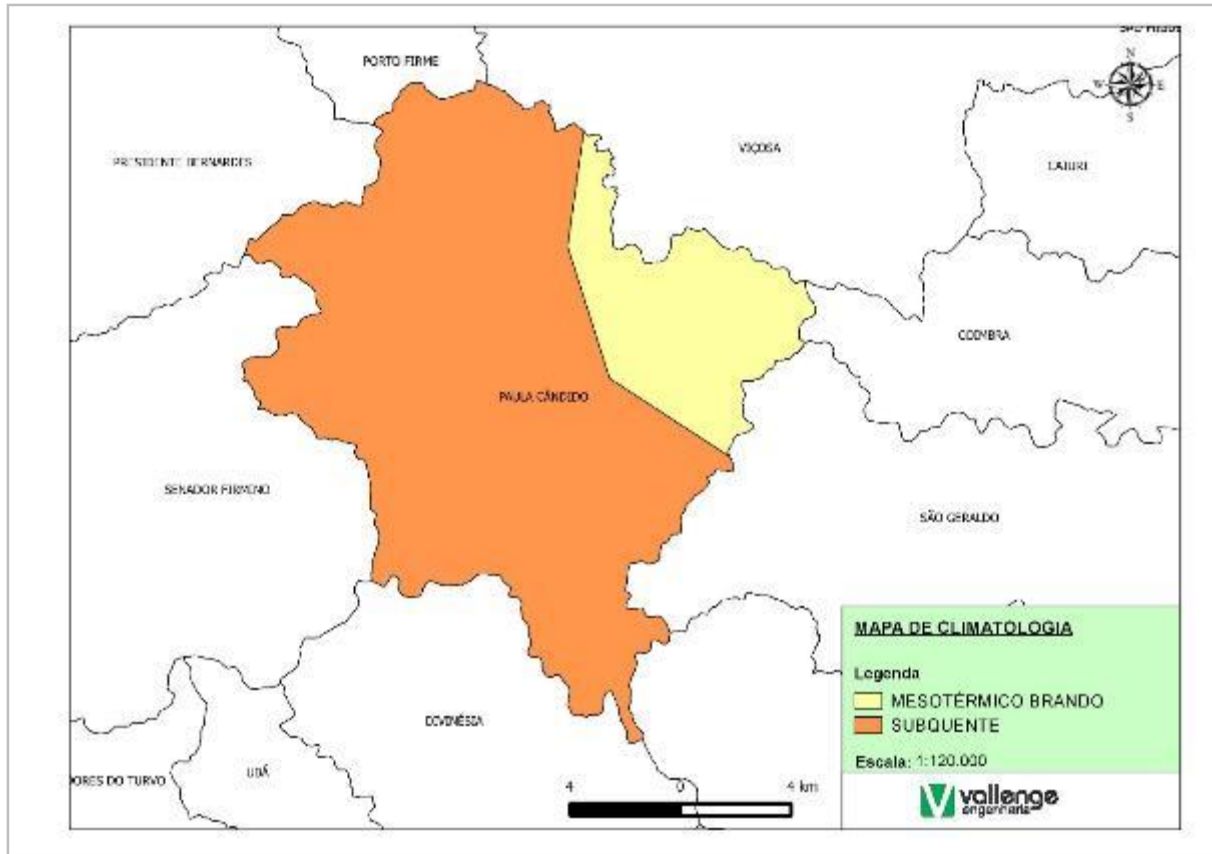 PORTO FIRME
N
W
E
S
VIÇOSA
PRESIDENTE BERNARDES
CAJURI
COIMBRA
PAULA CÂNDIDO
SENADOR FIRMINO
SÃO GERALDO
MAPA DE CLIMATOLOGIA
Legenda
MESOTÉRMICO BRANDO
SUBQUENTE
DIVINÉSIA
UBÁ
ORES DO TURVO
Escala: 1:120.000
4 0 4 km
vallenge
engenharia